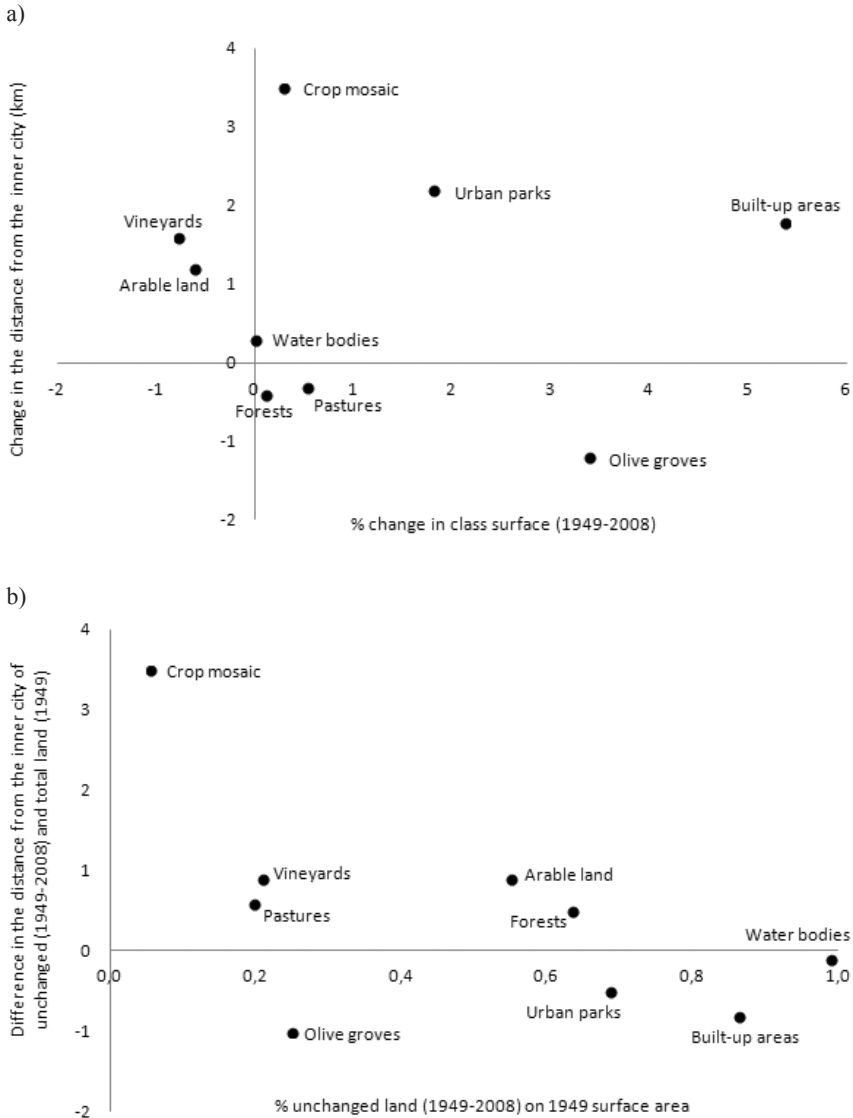 a)
Change in the distance from the inner city (km)
4
3
2
1
0
-1
-2
Crop mosaic
Urban parks
Built-up areas
Vineyards
Arable land
Water bodies
-2 -1 0 1 2 3 4 5 6
Forests Pastures
Olive groves
% change in class surface (1949-2008)
b)
Difference in the distance from the inner city of
unchanged (1949-2008) and total land (1949)
4
3
2
1
0
-1
-2
Crop mosaic
Vineyards
Arable land
Pastures
Forests
Water bodies
0,0 0,2 0,4 0,6 0,8 1,0
Urban parks
Olive groves
Built-up areas
% unchanged land (1949-2008) on 1949 surface area